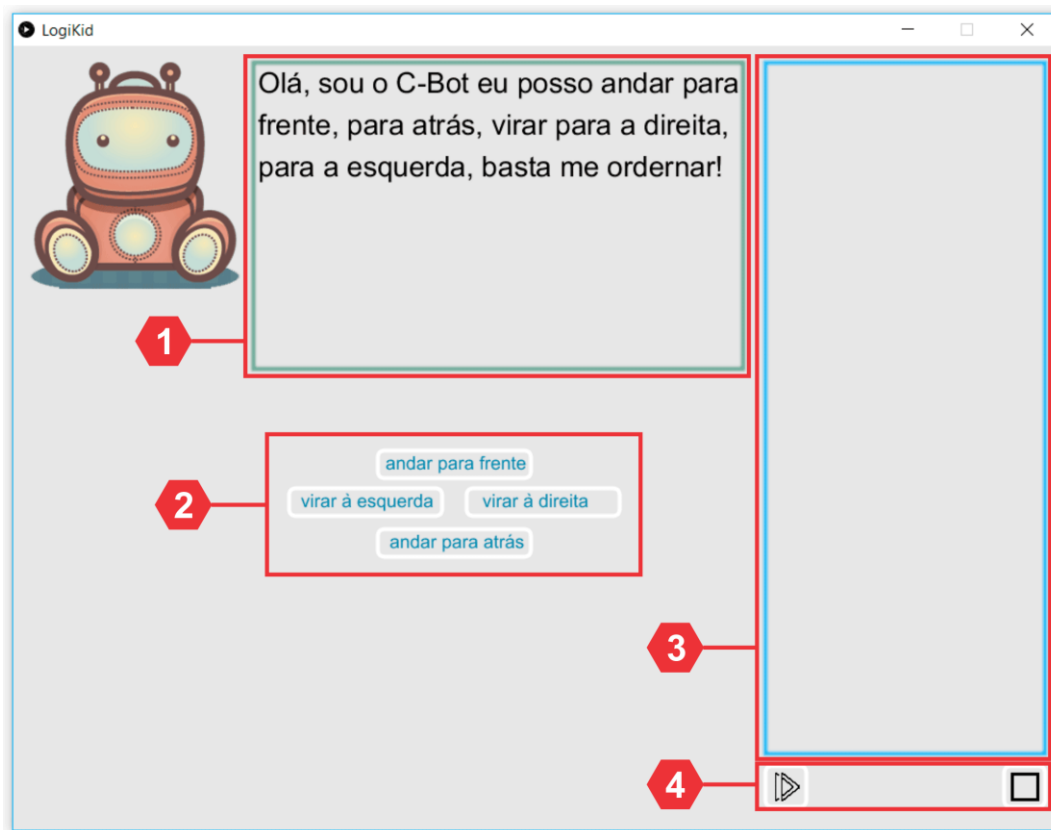 LogiKid
Olá, sou o C-Bot eu posso andar para
frente, para atrás, virar para a direita,
para a esquerda, basta me ordernar!
1
andar para frente
2
virar à esquerda
virar à direita
andar para atrás
3
4